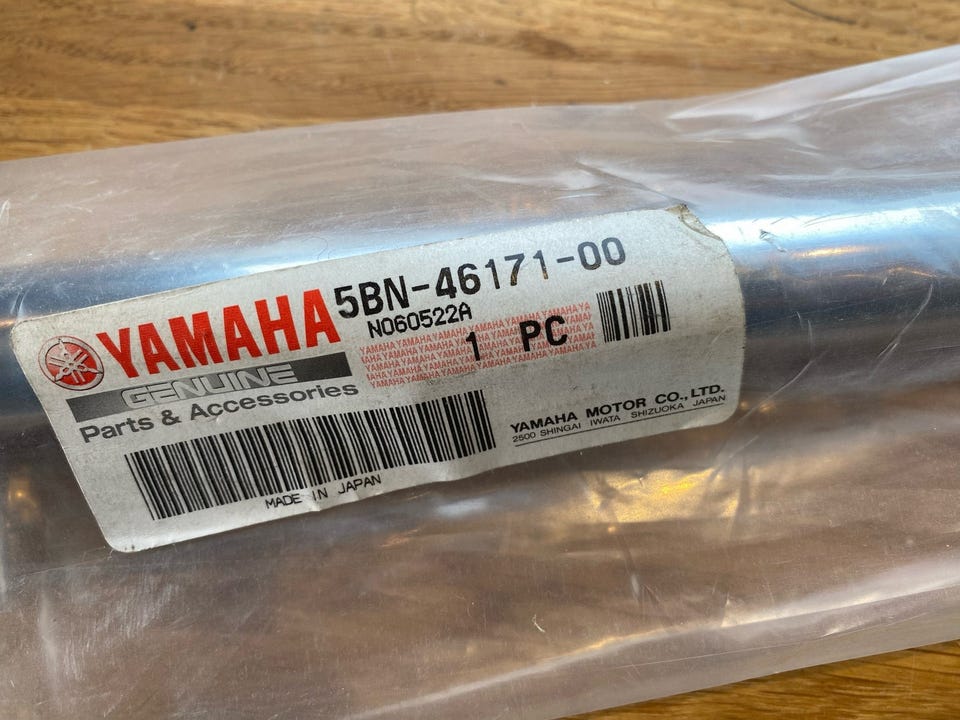 YAMAHA 5BN-46171-00
N060522A
GENUINE
Parts & Accessories
YAMAHAYAMAHAYAMAHAYAMAHAYAMAHAYA
1 PC
MADE IN JAPAN
YAMAHA MOTOR CO., LTD.
2500 SHINGAI IWATA SHIZUOKA JAPAN